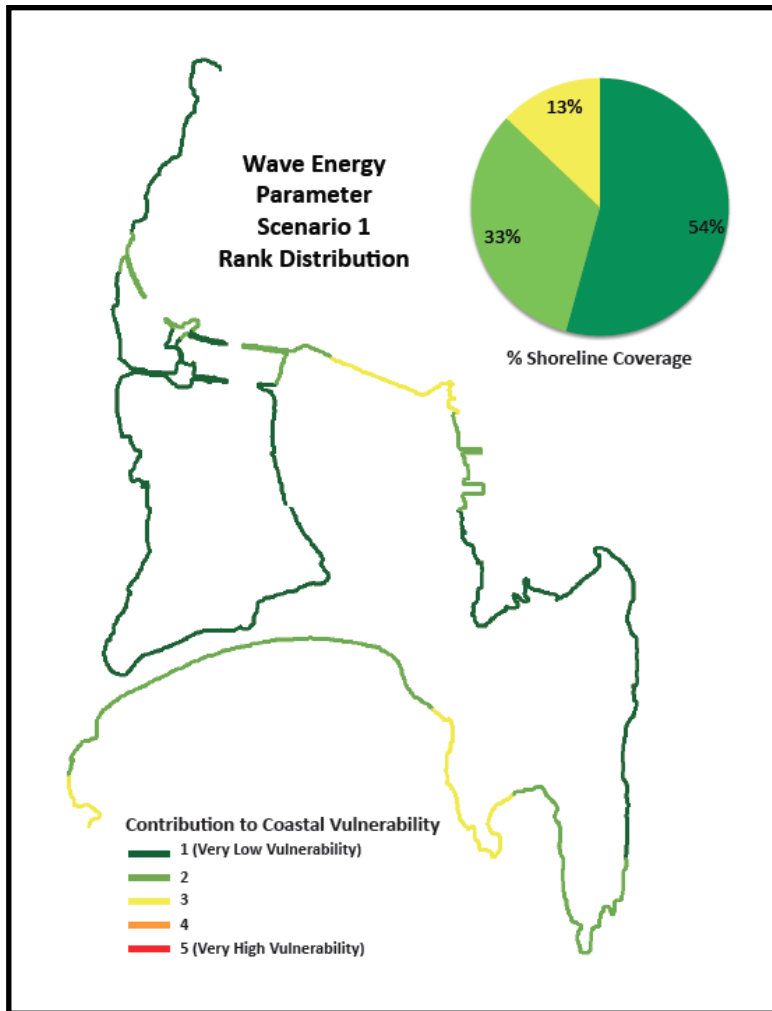 Wave Energy
Parameter
Scenario 1
Rank Distribution
13%
33%
54%
% Shoreline Coverage
Contribution to Coastal Vulnerability
1 (Very Low Vulnerability)
2
3
4
5 (Very High Vulnerability)